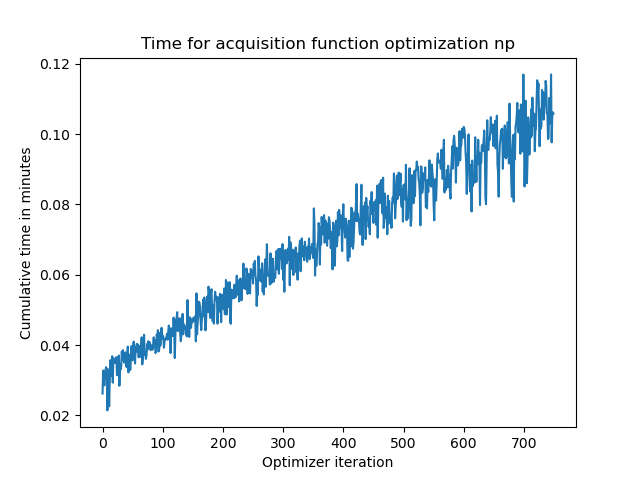 Time for acquisition function optimization np
Cumulative time in minutes
0.12
0.10
0.08
0.06
0.04
0.02
0 100 200 300 400 500 600 700
Optimizer iteration